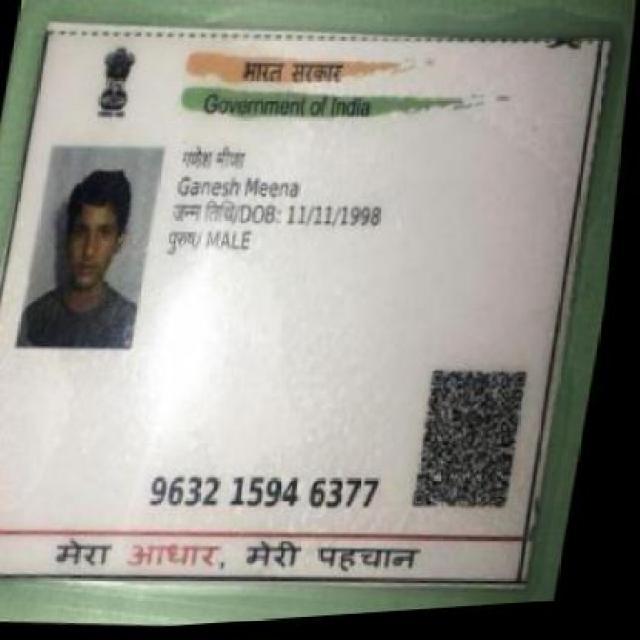 भारत सरकार
Government of India
गणेश मीणा
Ganesh Meena
जन्म तिथि/DOB: 11/11/1998
पुरुष/ MALE
9632 1594 6377
मेरा आधार, मेरी पहचान